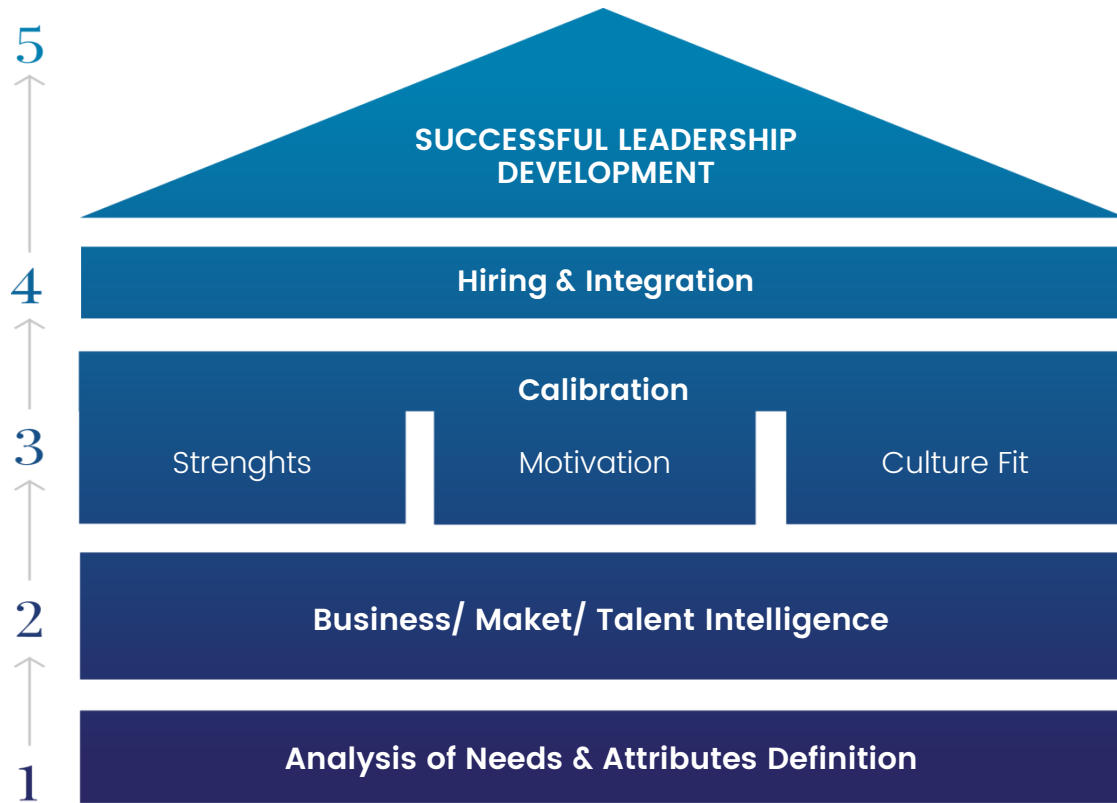 5
SUCCESSFUL LEADERSHIP
DEVELOPMENT
4
Hiring & Integration
Calibration
3
Strenghts
Motivation
Culture Fit
2
Business/ Maket/ Talent Intelligence
1
Analysis of Needs & Attributes Definition